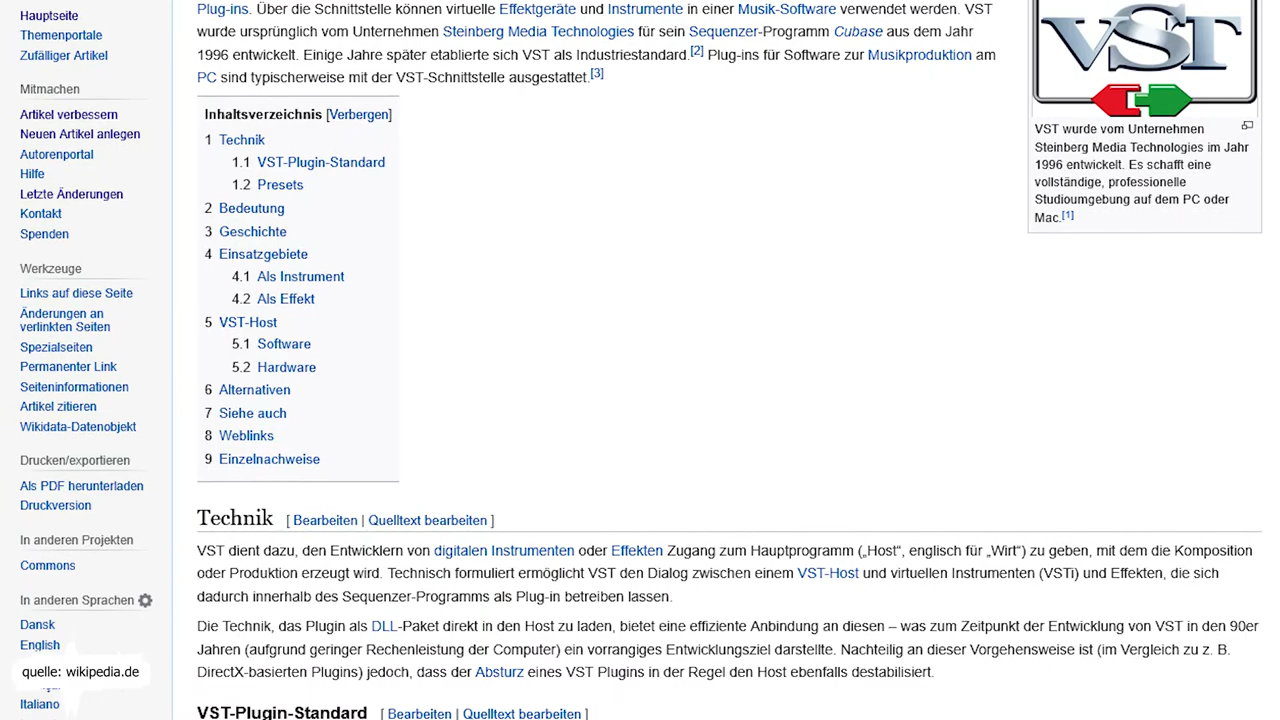 Hauptseite
Themenportale
Zufälliger Artikel
Mitmachen
Artikel verbessern
Neuen Artikel anlegen
Autorenportal
Hilfe
Letzte Änderungen
Kontakt
Spenden
Werkzeuge
Links auf diese Seite
Änderungen an
verlinkten Seiten
Spezialseiten
Permanenter Link
Seiteninformationen
Artikel zitieren
Wikidata-Datenobjekt
Drucken/exportieren
Als PDF herunterladen
Druckversion
In anderen Projekten
Commons
In anderen Sprachen
Dansk
English
quelle: wikipedia.de
Italiano
Plug-ins. Über die Schnittstelle können virtuelle Effektgeräte und Instrumente in einer Musik-Software verwendet werden. VST
wurde ursprünglich vom Unternehmen Steinberg Media Technologies für sein Sequenzer-Programm Cubase aus dem Jahr
1996 entwickelt. Einige Jahre später etablierte sich VST als Industriestandard.[2] Plug-ins für Software zur Musikproduktion am
PC sind typischerweise mit der VST-Schnittstelle ausgestattet.[3]
Inhaltsverzeichnis [Verbergen]
1 Technik
1.1 VST-Plugin-Standard
1.2 Presets
2 Bedeutung
3 Geschichte
4 Einsatzgebiete
4.1 Als Instrument
4.2 Als Effekt
5 VST-Host
5.1 Software
5.2 Hardware
6 Alternativen
7 Siehe auch
8 Weblinks
9 Einzelnachweise
VST
VST wurde vom Unternehmen
Steinberg Media Technologies im Jahr
1996 entwickelt. Es schafft eine
vollständige, professionelle
Studioumgebung auf dem PC oder
Mac.[1]
Technik [ Bearbeiten | Quelltext bearbeiten ]
VST dient dazu, den Entwicklern von digitalen Instrumenten oder Effekten Zugang zum Hauptprogramm („Host“, englisch für „Wirt“) zu geben, mit dem die Komposition
oder Produktion erzeugt wird. Technisch formuliert ermöglicht VST den Dialog zwischen einem VST-Host und virtuellen Instrumenten (VSTi) und Effekten, die sich
dadurch innerhalb des Sequenzer-Programms als Plug-in betreiben lassen.
Die Technik, das Plugin als DLL-Paket direkt in den Host zu laden, bietet eine effiziente Anbindung an diesen – was zum Zeitpunkt der Entwicklung von VST in den 90er
Jahren (aufgrund geringer Rechenleistung der Computer) ein vorrangiges Entwicklungsziel darstellte. Nachteilig an dieser Vorgehensweise ist (im Vergleich zu z. B.
DirectX-basierten Plugins) jedoch, dass der Absturz eines VST Plugins in der Regel den Host ebenfalls destabilisiert.
VST-Plugin-Standard [ Bearbeiten | Quelltext bearbeiten ]